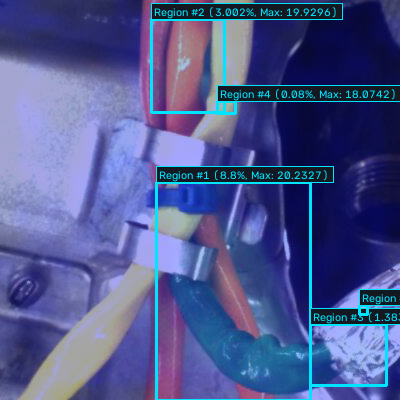 Region #2 (3.002%, Max: 19.9296)
Region #4 (0.08%, Max: 18.0742)
Region #1 (8.8%, Max: 20.2327)
Region
Region #3 (1.383